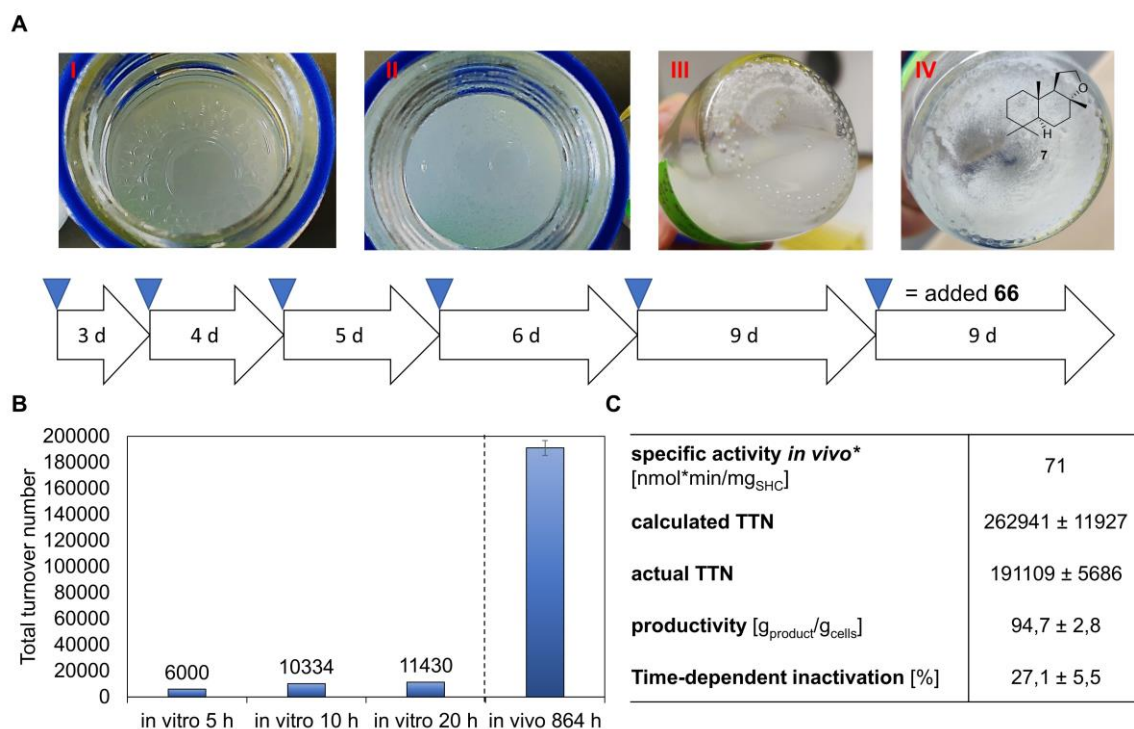 A
I
II
III
IV
O
H
7
= added 66
3 d
4 d
5 d
6 d
9 d
9 d
B
Total turnover number
200000
180000
160000
140000
120000
100000
80000
60000
40000
20000
0
6000
10334
11430
in vitro 5 h
in vitro 10 h
in vitro 20 h
in vivo 864 h
C
specific activity in vivo*
[nmol*min/mgSHC]
71
calculated TTN
262941 ± 11927
actual TTN
191109 ± 5686
productivity [gproduct/gcells]
94,7 ± 2,8
Time-dependent inactivation [%]
27,1 ± 5,5